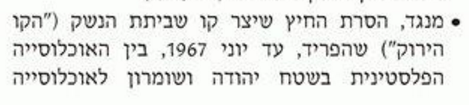 • מנגד, הסרת החיץ שיצר קו שביתת הנשק ("הקו
הירוק") שהפריד, עד יוני 1967, בין האוכלוסייה
הפלסטינית בשטח יהודה ושומרון לאוכלוסייה